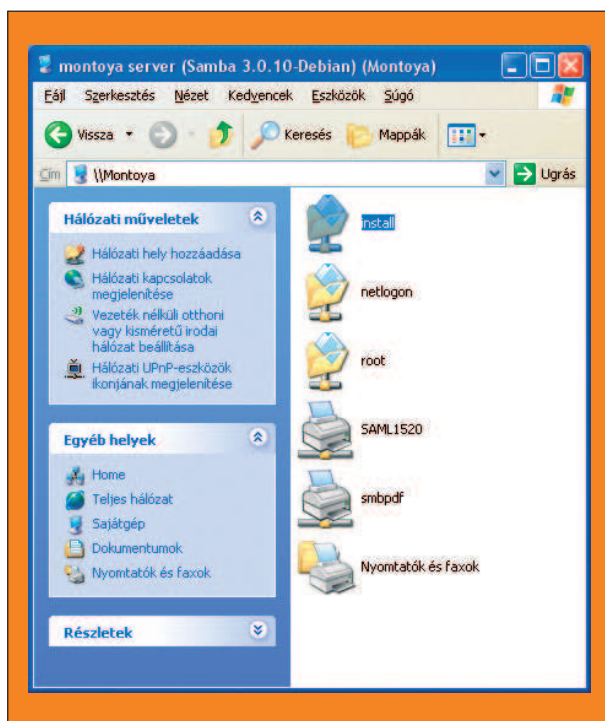 montoya server (Samba 3.0.10-Debian) (Montoya)
Fájl Szerkesztés Nézet Kedvencek Eszközök Súgó
Vissza Keresés Mappák
Cím \\Montoya Ugrás
Hálózati műveletek
Hálózati hely hozzáadása
Hálózati kapcsolatok
megjelenítése
Vezeték nélküli otthoni
vagy kisméretű irodai
hálózat beállítása
Hálózati UPnP-eszközök
ikonjának megjelenítése
Egyéb helyek
Home
Teljes hálózat
Sajátgép
Dokumentumok
Nyomtatók és faxok
Részletek
install
netlogon
root
SAML1520
smbpdf
Nyomtatók és faxok